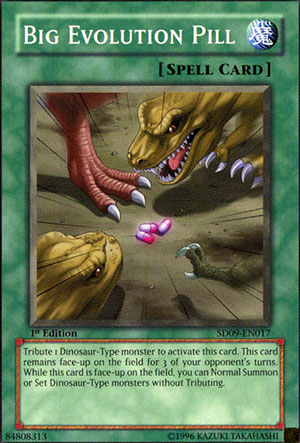 BIG EVOLUTION PILL
魔
[SPELL CARD]
1st Edition
SD09-EN017
Tribute 1 Dinosaur-Type monster to activate this card. This card
remains face-up on the field for 3 of your opponent's turns.
While this card is face-up on the field, you can Normal Summon
or Set Dinosaur-Type monsters without Tributing.
84808313
©1996 KAZUKI TAKAHASHI